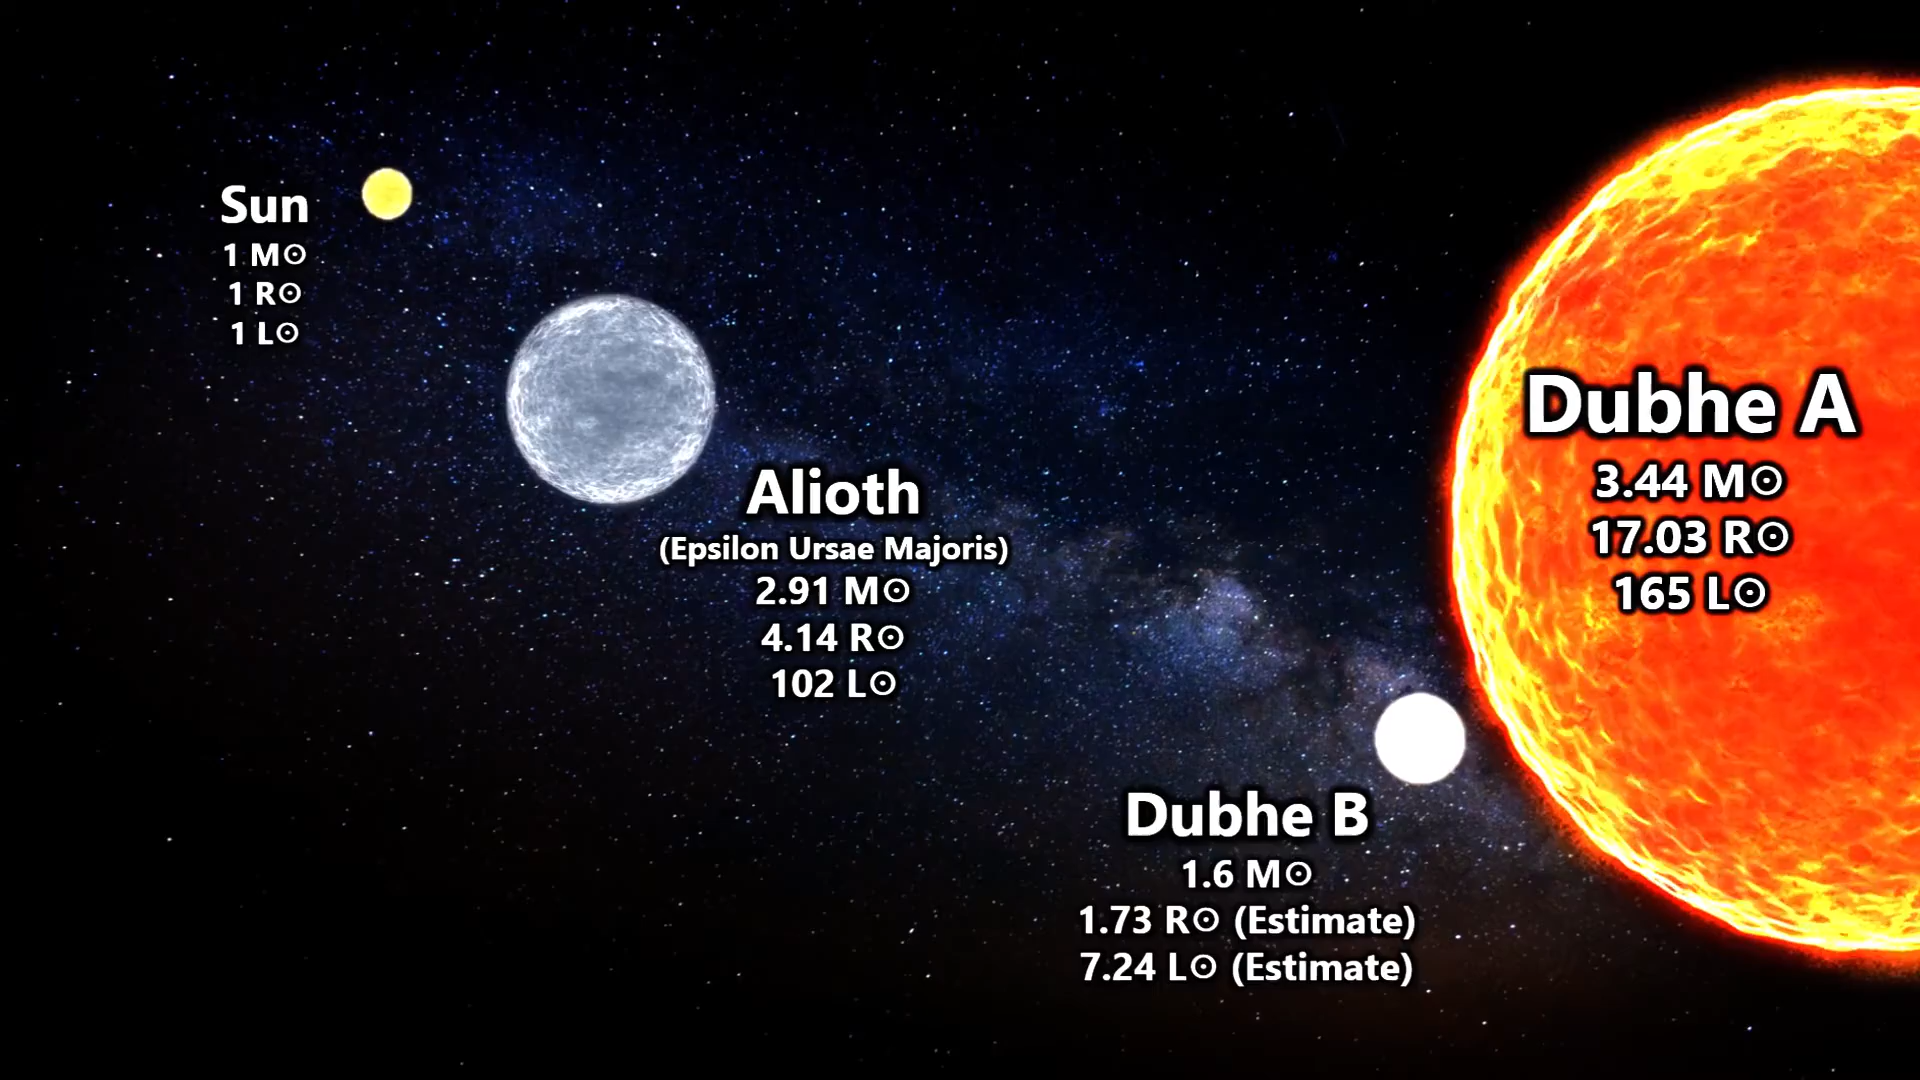 Sun
1 M☉
1 R☉
1 L☉
Alioth
(Epsilon Ursae Majoris)
2.91 M☉
4.14 R☉
102 L☉
Dubhe A
3.44 M☉
17.03 R☉
165 L☉
Dubhe B
1.6 M☉
1.73 R☉ (Estimate)
7.24 L☉ (Estimate)